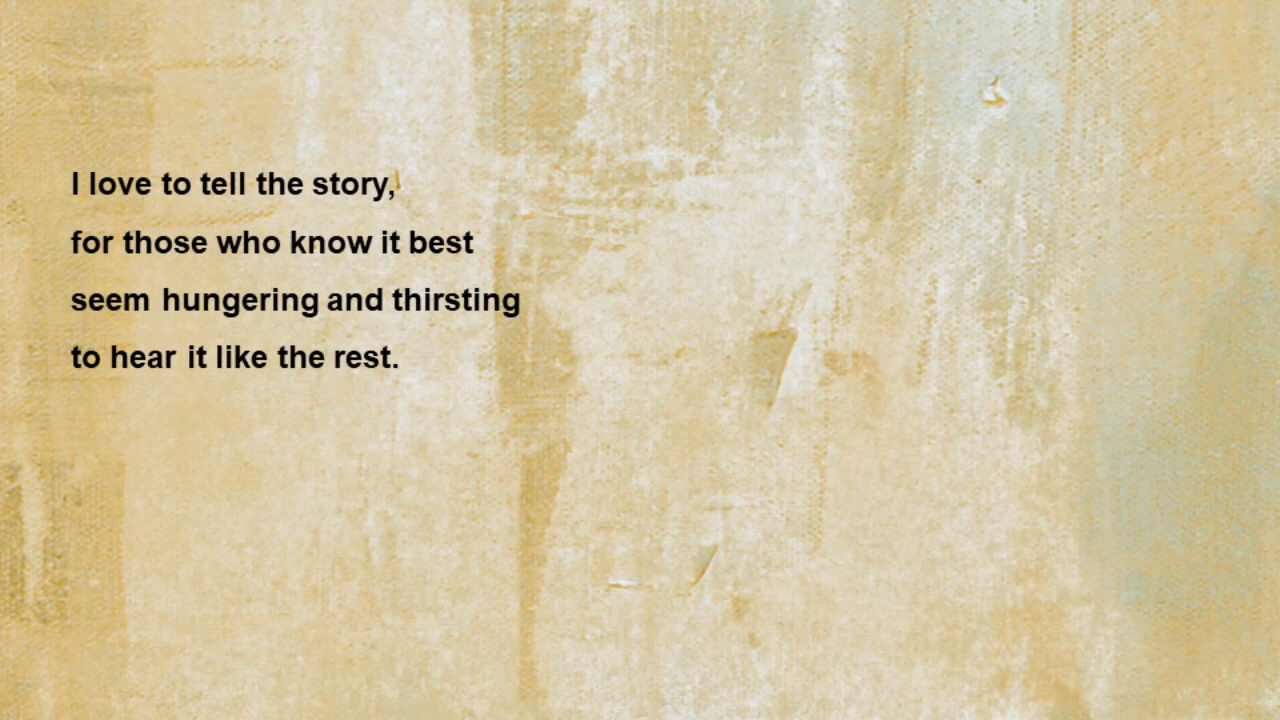 I love to tell the story,
for those who know it best
seem hungering and thirsting
to hear it like the rest.